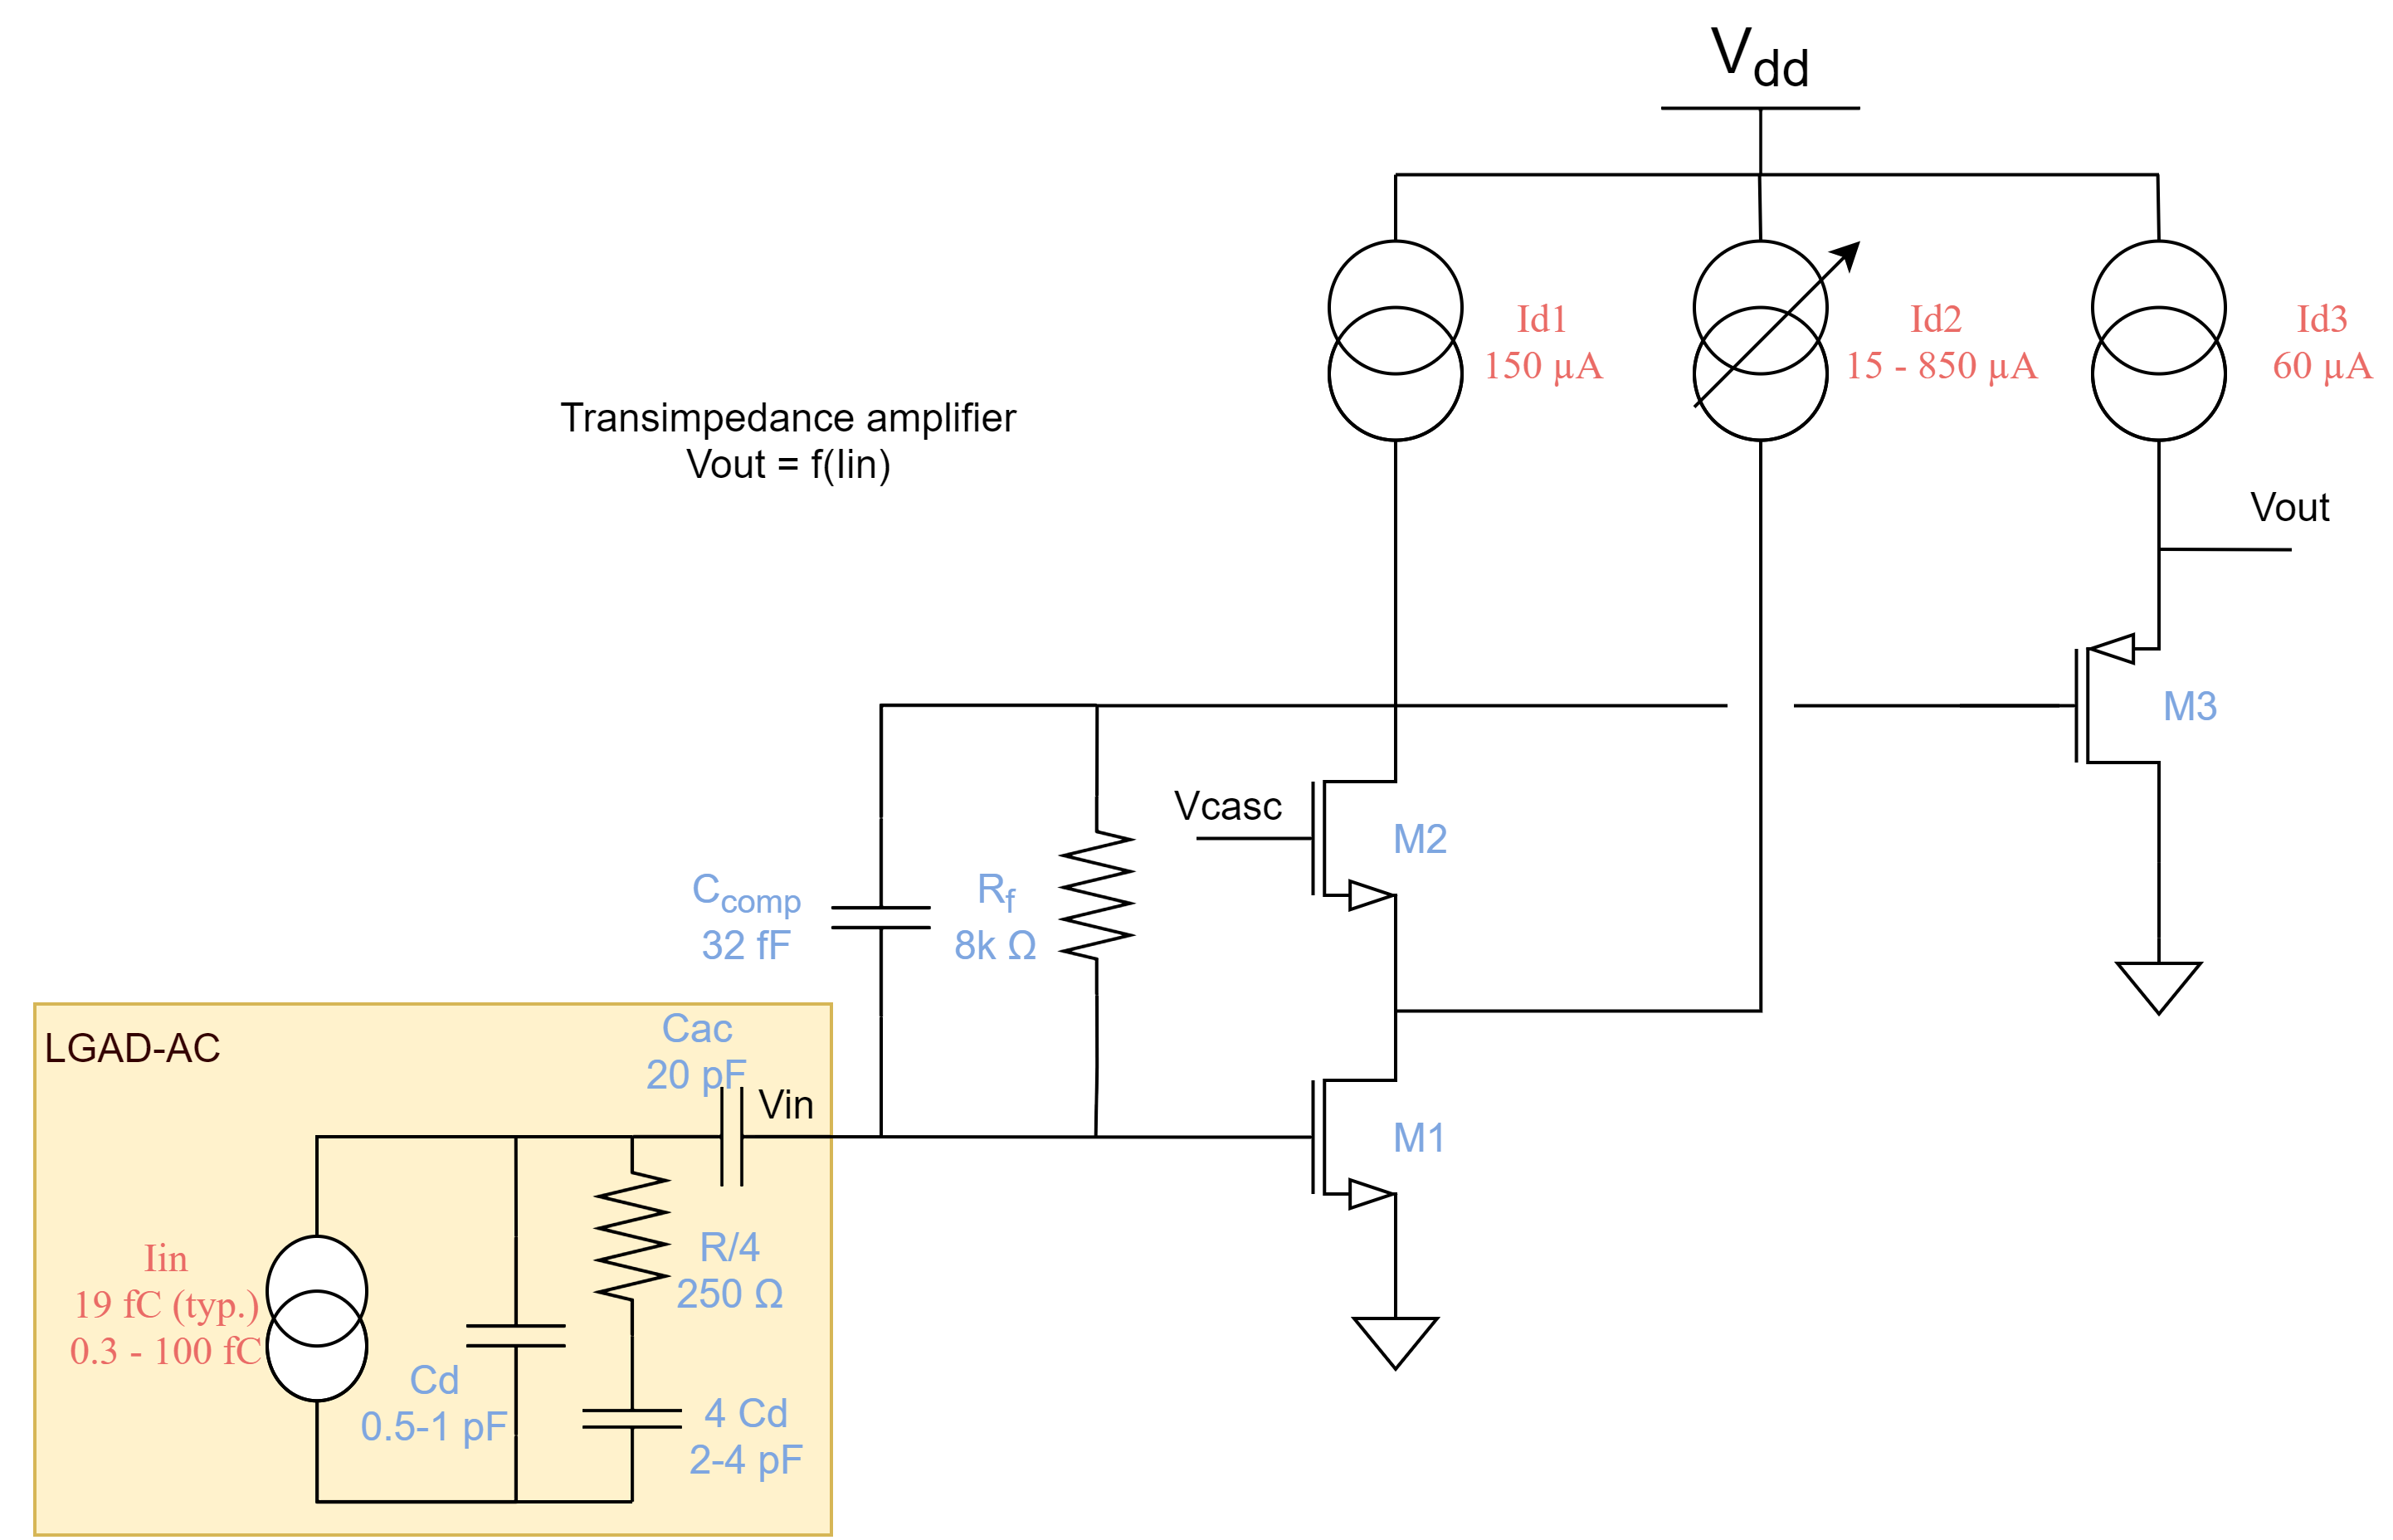 Vdd
Id1
150 µA
Id2
15 - 850 µA
Id3
60 µA
Transimpedance amplifier
Vout = f(Iin)
Vout
M3
Vcasc
M2
Ccomp
32 fF
Rf
8k Ω
LGAD-AC
Cac
20 pF
Vin
M1
Iin
19 fC (typ.)
0.3 - 100 fC
R/4
250 Ω
Cd
0.5-1 pF
4 Cd
2-4 pF